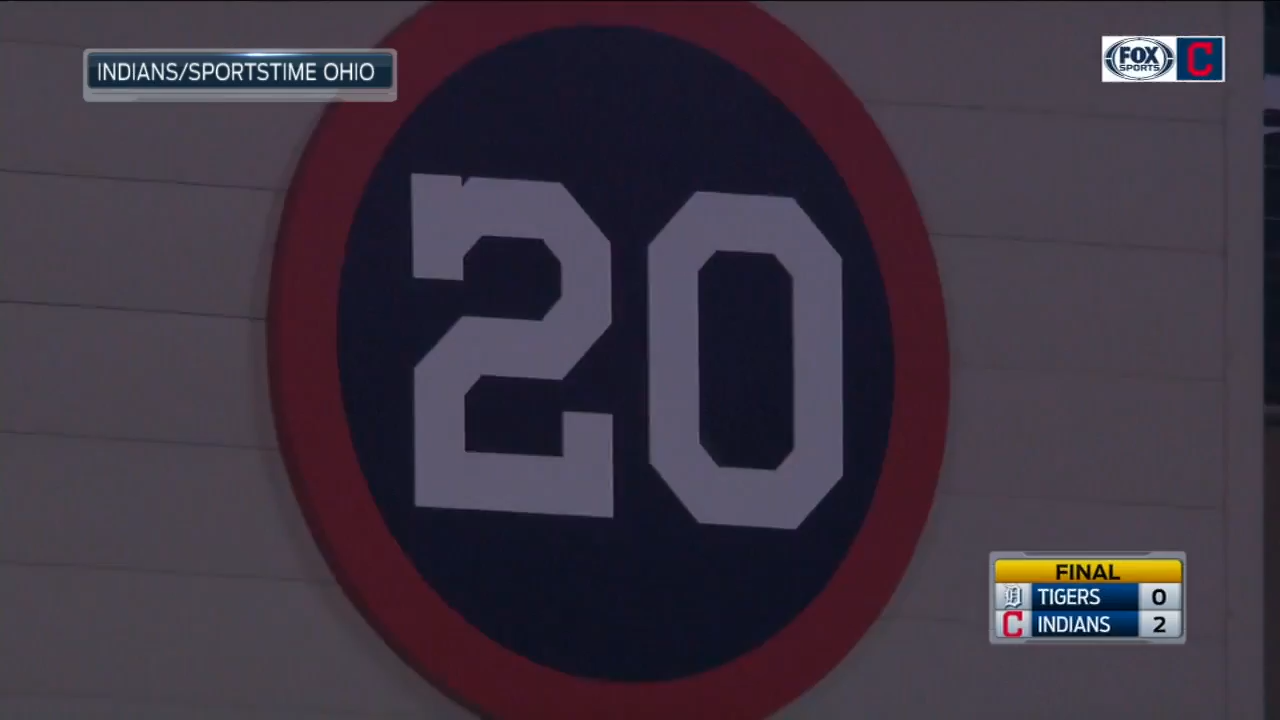 INDIANS/SPORTSTIME OHIO
FOX
SPORTS
C
20
FINAL
D TIGERS 0
C INDIANS 2